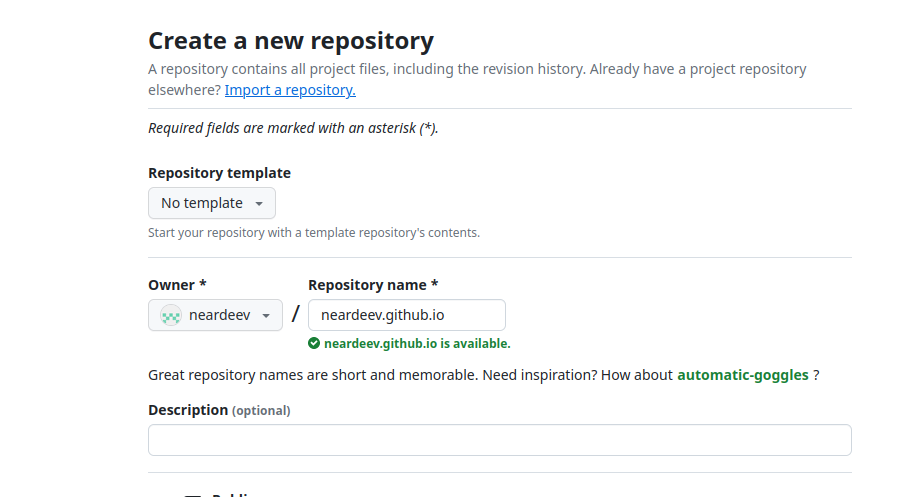 Create a new repository
A repository contains all project files, including the revision history. Already have a project repository
elsewhere? Import a repository.
Required fields are marked with an asterisk (*).
Repository template
No template
Start your repository with a template repository's contents.
Owner *
Repository name *
neardeev
/
neardeev.github.io
neardeev.github.io is available.
Great repository names are short and memorable. Need inspiration? How about automatic-goggles ?
Description (optional)